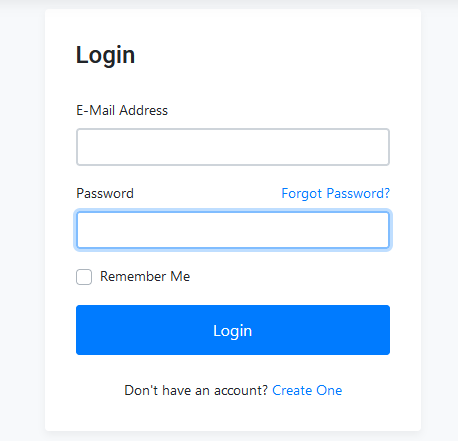 Login
E-Mail Address
Password Forgot Password?
Remember Me
Login
Don't have an account? Create One